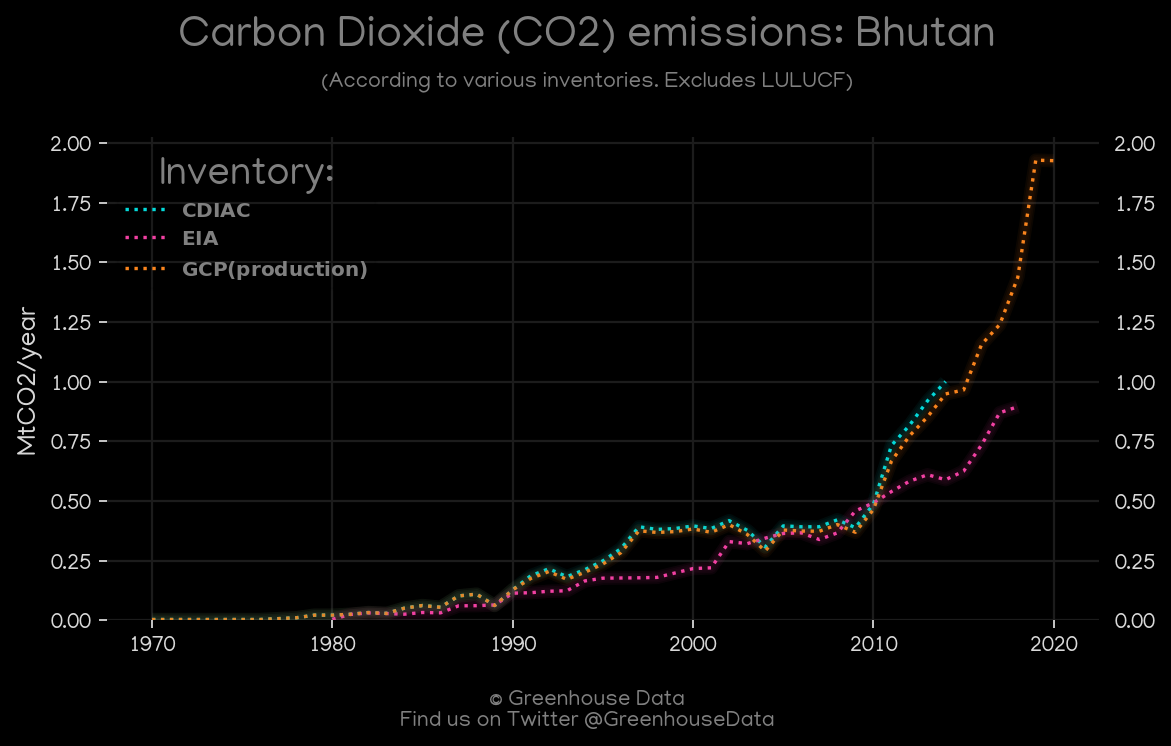 Carbon Dioxide (CO2) emissions: Bhutan
(According to various inventories. Excludes LULUCF)
2.00
2.00
Inventory:
1.75
CDIAC
1.75
EIA
1.50
GCP(production)
1.50
MtCO2/year
1.25
1.25
1.00
1.00
0.75
0.75
0.50
0.50
0.25
0.25
0.00
0.00
1970 1980 1990 2000 2010 2020
© Greenhouse Data
Find us on Twitter @GreenhouseData